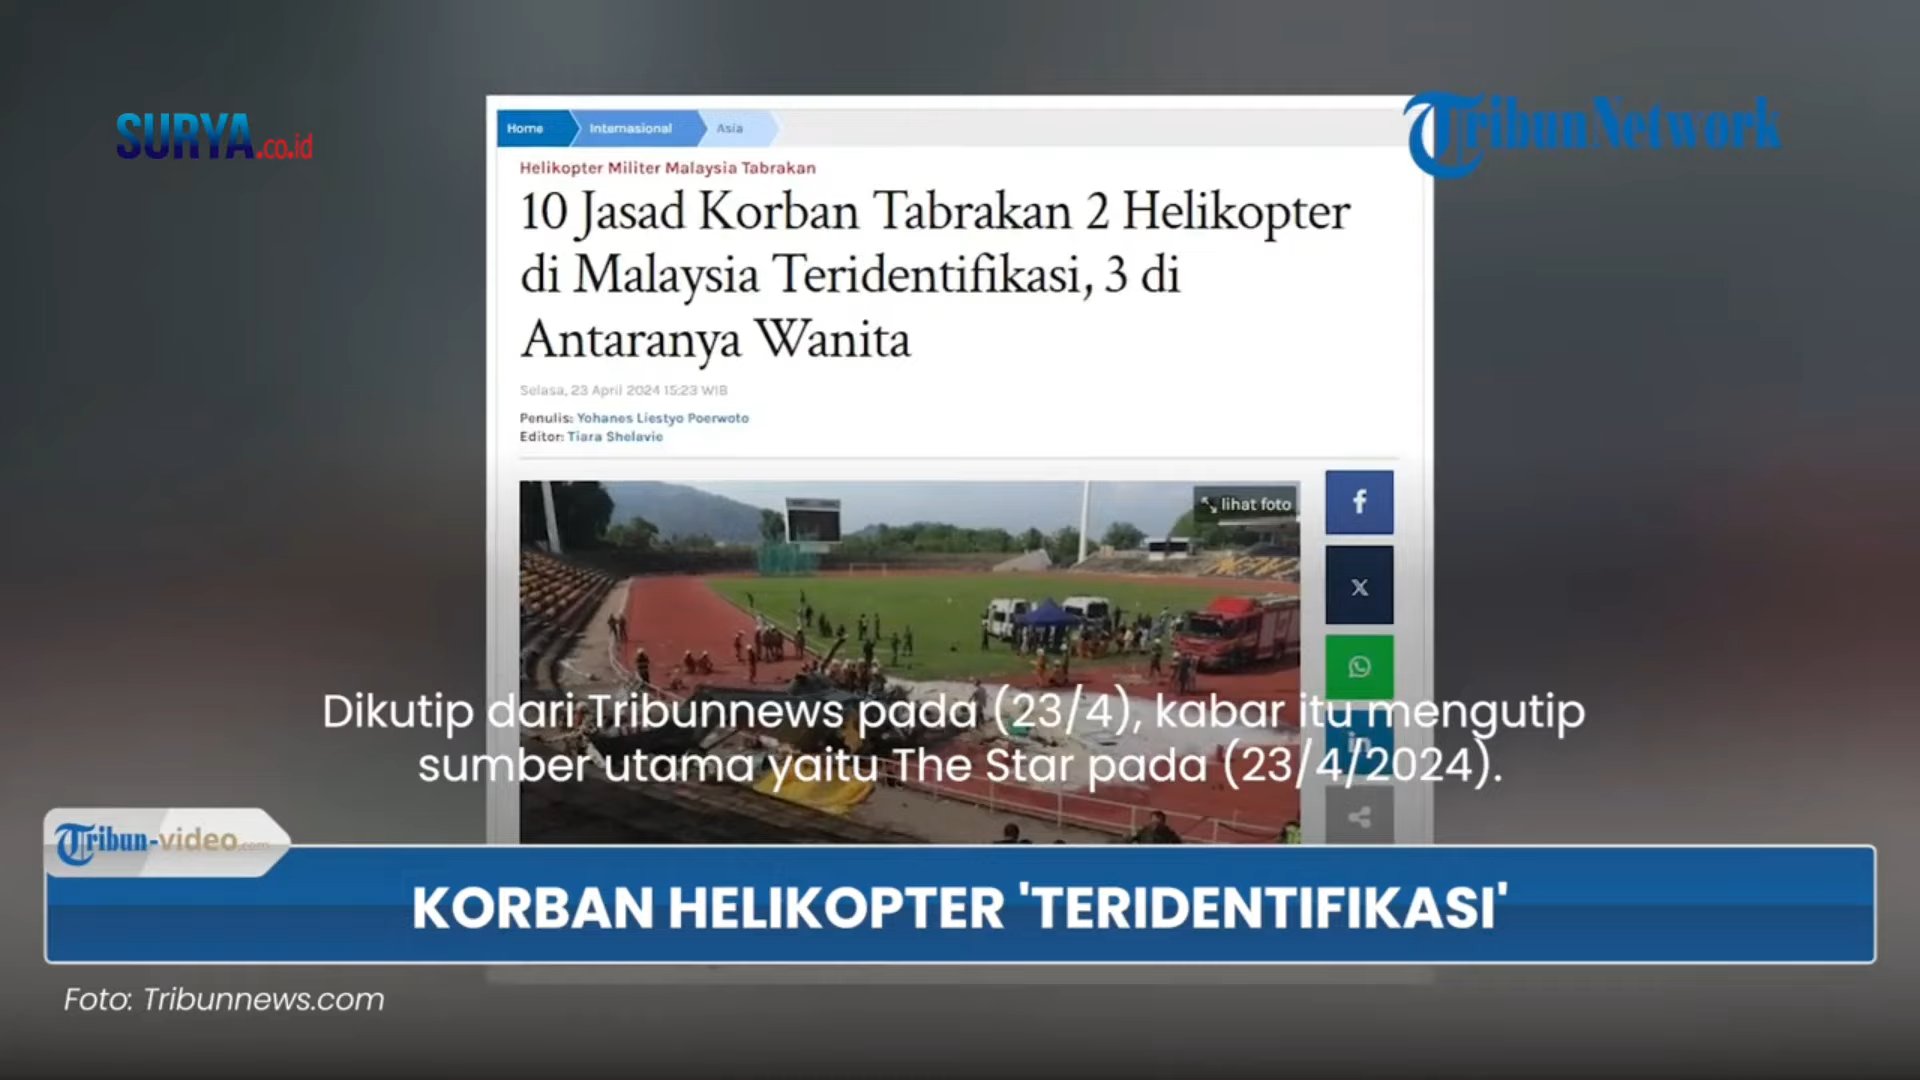 SURYA.co.id
TribunNetwork
Home Internasional Asia
Helikopter Militer Malaysia Tabrakan
10 Jasad Korban Tabrakan 2 Helikopter
di Malaysia Teridentifikasi, 3 di
Antaranya Wanita
Selasa, 23 April 2024 15:23 WIB
Penulis: Yohanes Liestyo Poerwoto
Editor: Tiara Shelavie
lihat foto
f
X
in
Dikutip dari Tribunnews pada (23/4), kabar itu mengutip
sumber utama yaitu The Star pada (23/4/2024).
Tribun-video.com
KORBAN HELIKOPTER 'TERIDENTIFIKASI'
Foto: Tribunnews.com